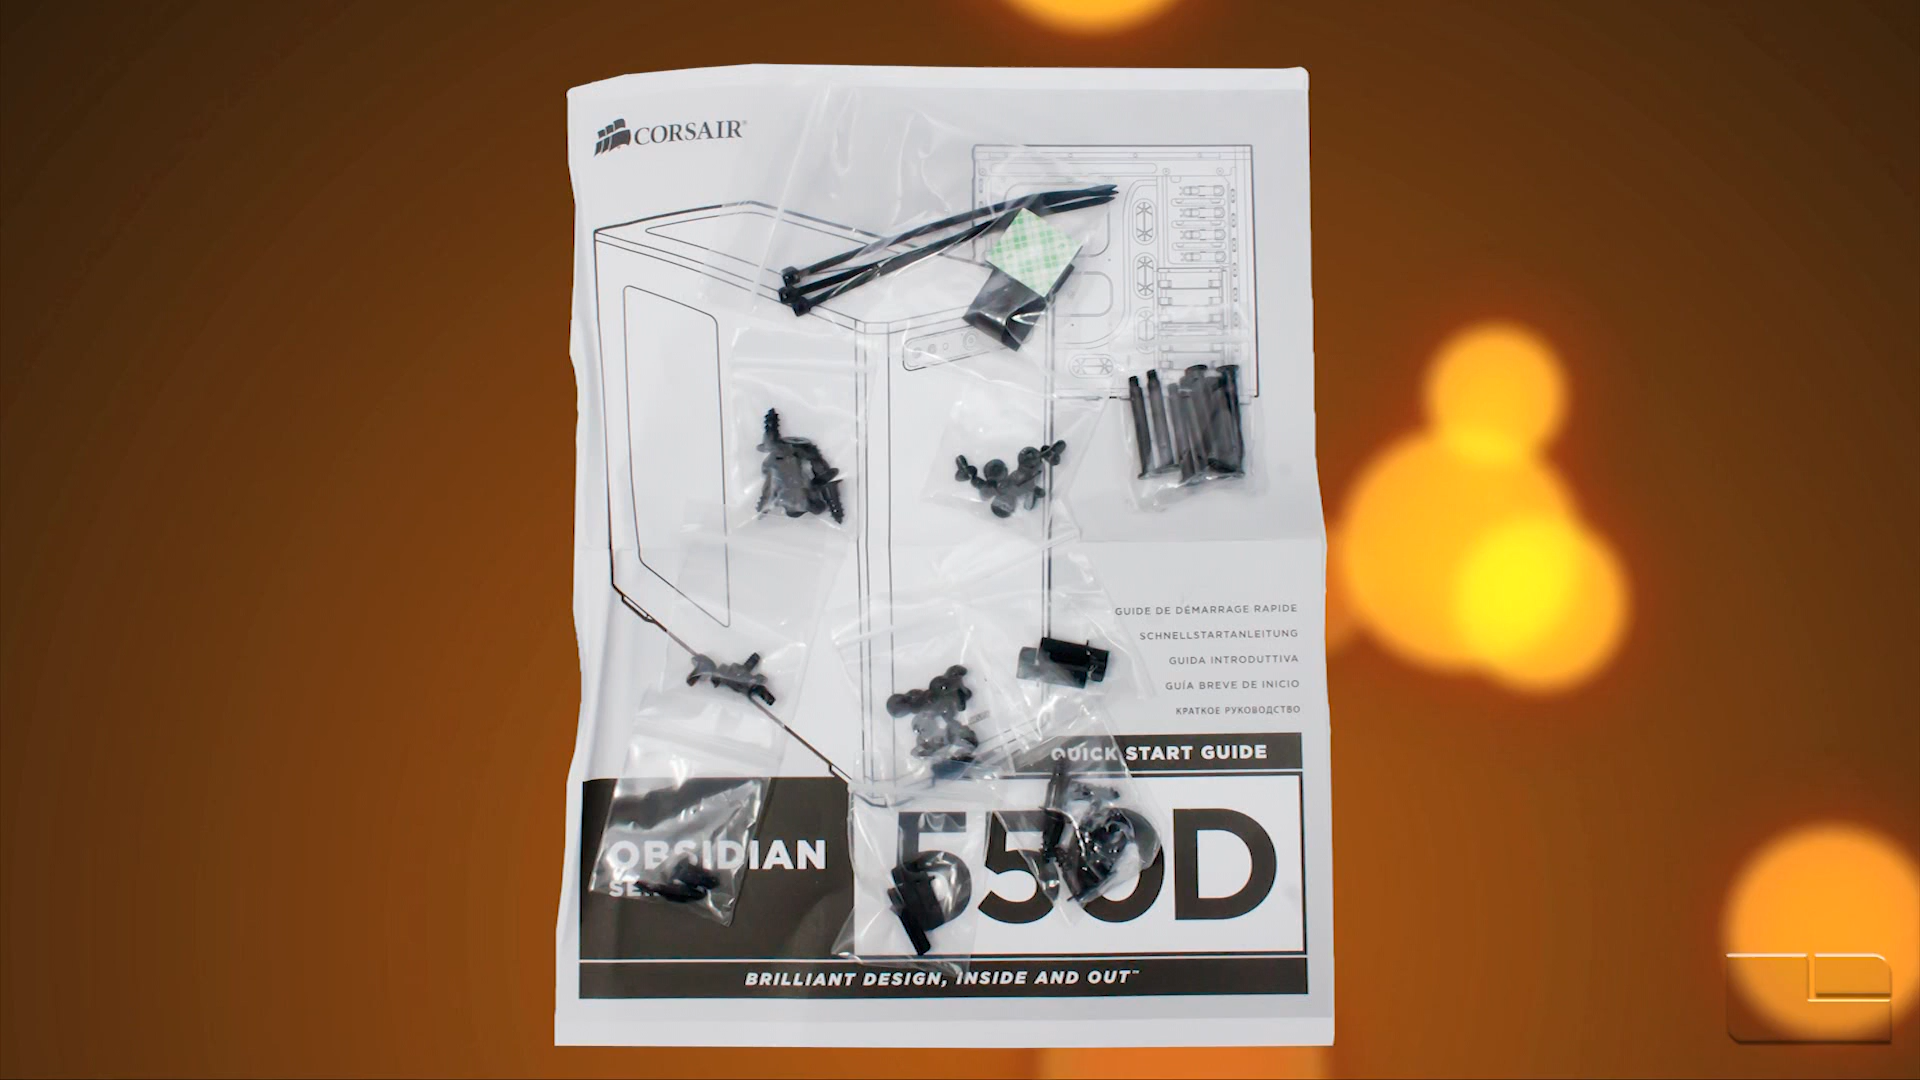 CORSAIR
GUIDE DE DÉMARRAGE RAPIDE
SCHNELLSTARTANLEITUNG
GUIDA INTRODUTTIVA
GUÍA BREVE DE INICIO
КРАТКОЕ РУКОВОДСТВО
QUICK START GUIDE
OBSIDIAN
550D
BRILLIANT DESIGN, INSIDE AND OUT™